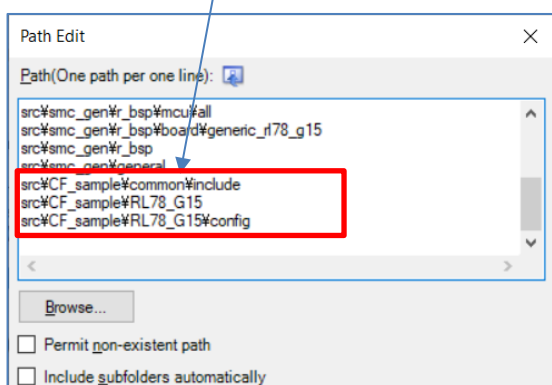 Path Edit
Path(One path per one line):
src¥smc_gen¥r_bsp¥mcu¥all
src¥smc_gen¥r_bsp¥board¥generic_rl78_g15
src¥smc_gen¥r_bsp
src¥smc_gen¥general
src¥CF_sample¥common¥include
src¥CF_sample¥RL78_G15
src¥CF_sample¥RL78_G15¥config
Browse...
Permit non-existent path
Include subfolders automatically